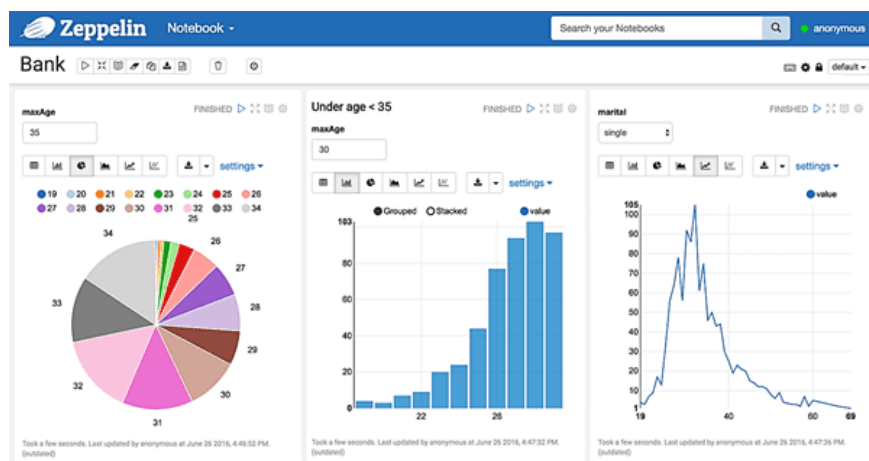 Zeppelin Notebook Search your Notebooks anonymous
Bank default
maxAge FINISHED
35
settings
19 20 21 22 23 24 25 26
27 28 29 30 31 32 33 34
25
34 26
27
33 28
29
32 30
31
Took a few seconds. Last updated by anonymous at June 26 2016, 4:46:52 PM.
(outdated)
Under age < 35 FINISHED
maxAge
30
settings
Grouped Stacked value
103
80
60
40
20
0
22 26
Took a few seconds. Last updated by anonymous at June 26 2016, 4:47:32 PM.
(outdated)
marital FINISHED
single
settings
value
105
100
90
80
70
60
50
40
30
20
10
1
19 40 60 69
Took a few seconds. Last updated by anonymous at June 26 2016, 4:47:36 PM.
(outdated)